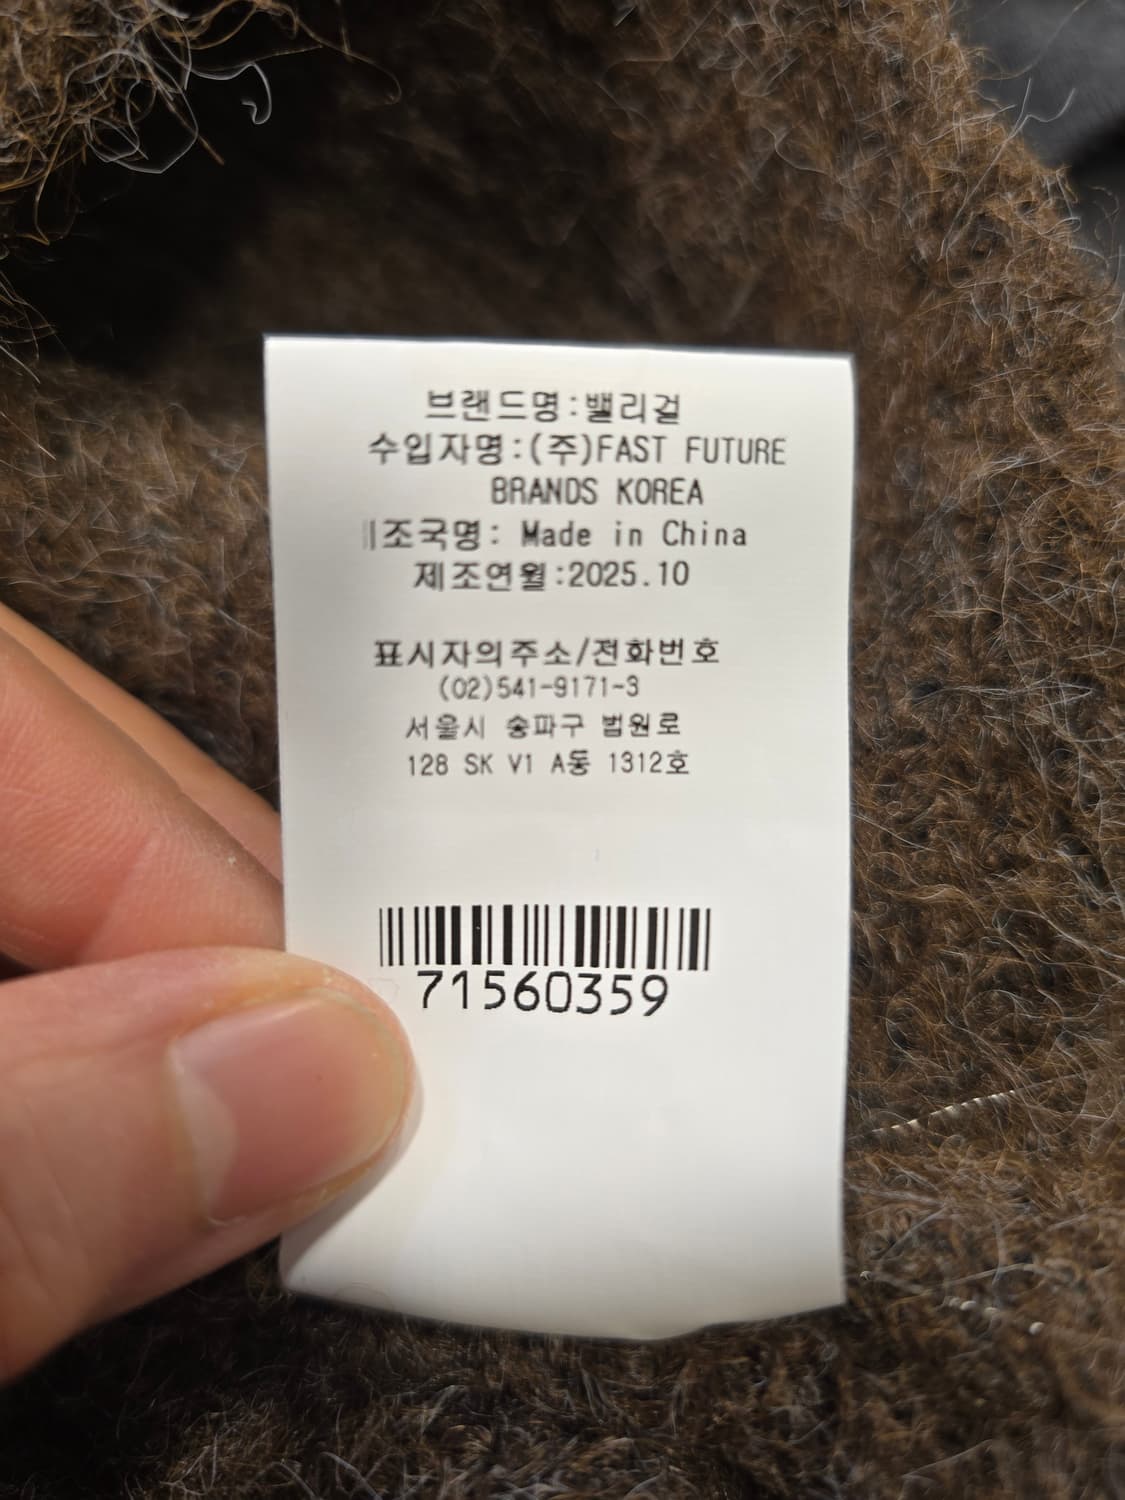 브랜드명:밸리걸
수입자명:(주)FAST FUTURE
BRANDS KOREA
제조국명: Made in China
제조연월:2025.10
표시자의주소/전화번호
(02)541-9171-3
서울시 송파구 법원로
128 SK V1 A동 1312호
71560359